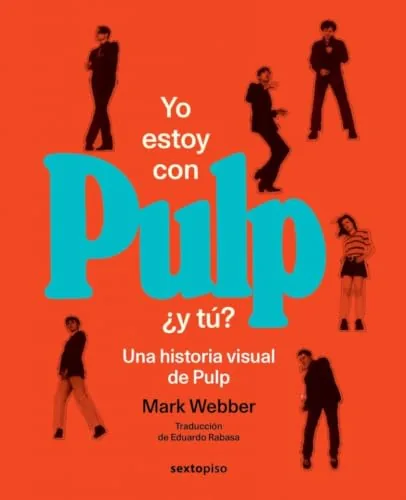 Yo
estoy
con
Pulp
¿y tú?
Una historia visual
de Pulp
Mark Webber
Traducción
de Eduardo Rabasa
sextopiso